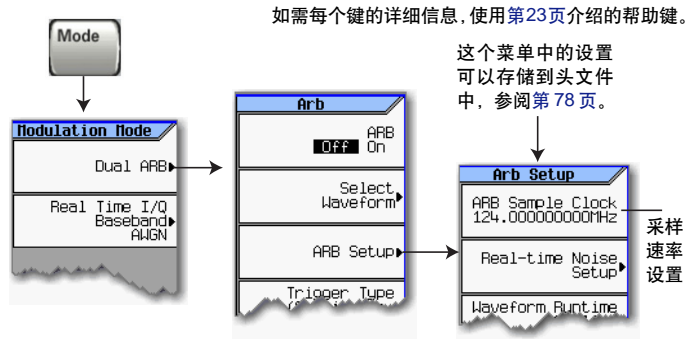 如需每个键的详细信息，使用第23页介绍的帮助键。
Mode
这个菜单中的设置
可以存储到头文件
中，参阅第 78 页。
Modulation Mode
Dual ARB
Real Time I/Q
Baseband
AWGN
Arb
ARB
Off On
Select
Waveform
ARB Setup
Trigger Type
Arb Setup
ARB Sample Clock
124.000000000MHz
Real-time Noise
Setup
Waveform Runtime
采样
速率
设置